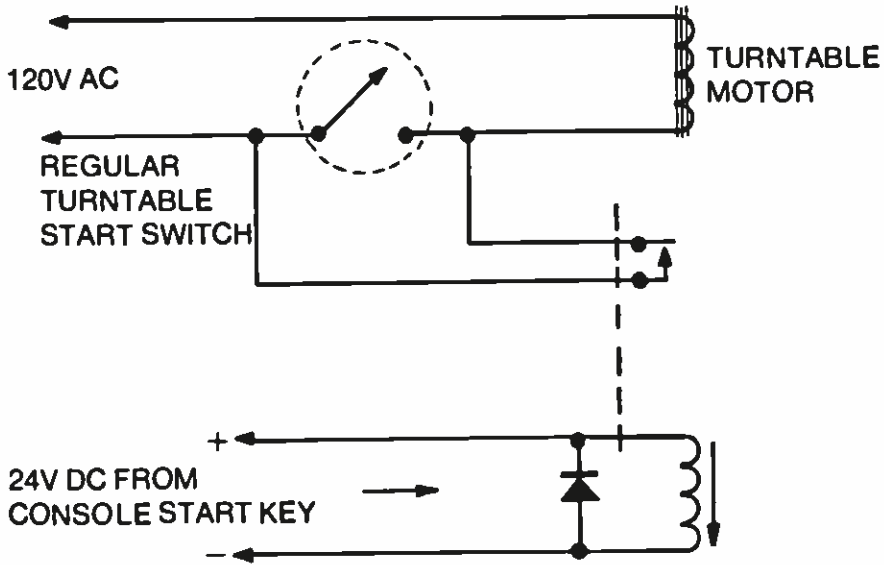 120V AC
TURNTABLE
MOTOR
REGULAR
TURNTABLE
START SWITCH
+
24V DC FROM
CONSOLE START KEY
−